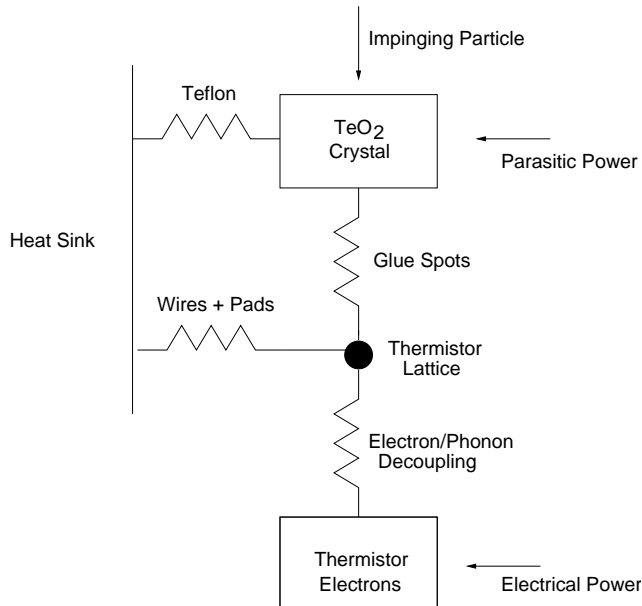 Impinging Particle
Teflon
TeO2
Crystal
Parasitic Power
Heat Sink
Glue Spots
Wires + Pads
Thermistor
Lattice
Electron/Phonon
Decoupling
Thermistor
Electrons
Electrical Power